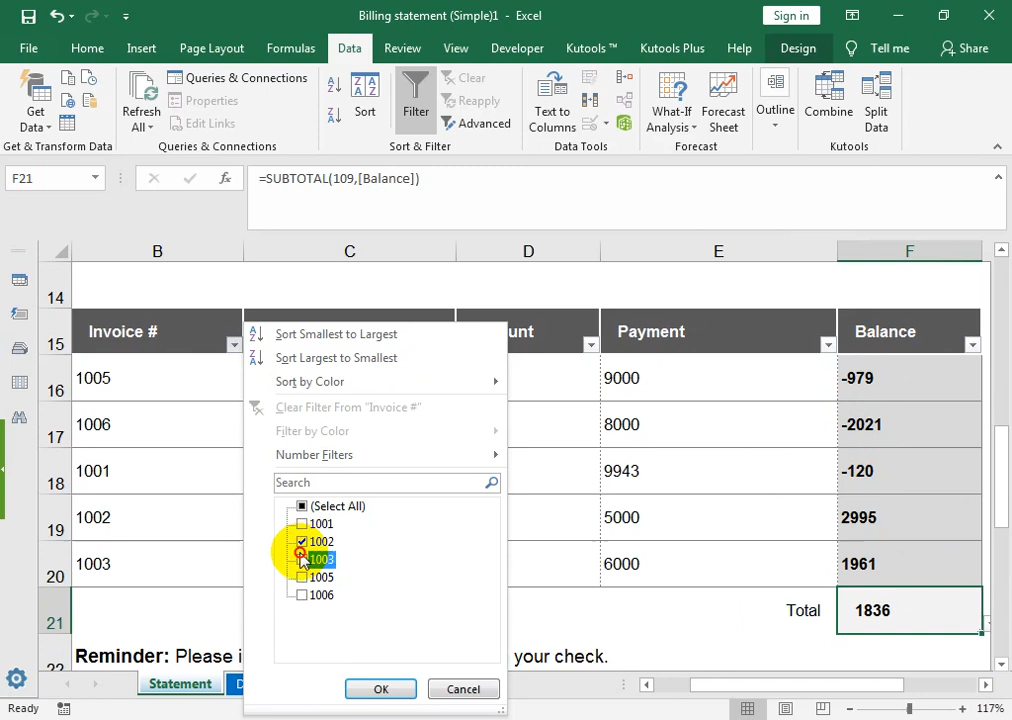 Billing statement (Simple)1 - Excel
Sign in
File Home Insert Page Layout Formulas Data Review View Developer Kutools ™ Kutools Plus Help Design Tell me Share
Get Data
Refresh All
Queries & Connections
Properties
Edit Links
Sort
Filter
Clear
Reapply
Advanced
Text to Columns
What-If Analysis
Forecast Sheet
Outline
Combine
Split Data
Get & Transform Data Queries & Connections Sort & Filter Data Tools Forecast Kutools
F21 fx =SUBTOTAL(109,[Balance])
B C D E F
14
15 Invoice # unt Payment Balance
16 1005 9000 -979
17 1006 8000 -2021
18 1001 9943 -120
19 1002 5000 2995
20 1003 6000 1961
21 Total 1836
22 Reminder: Please i your check.
Sort Smallest to Largest
Sort Largest to Smallest
Sort by Color
Clear Filter From "Invoice #"
Filter by Color
Number Filters
Search
(Select All)
1001
1002
1003
1005
1006
OK Cancel
Statement D
Ready 117%